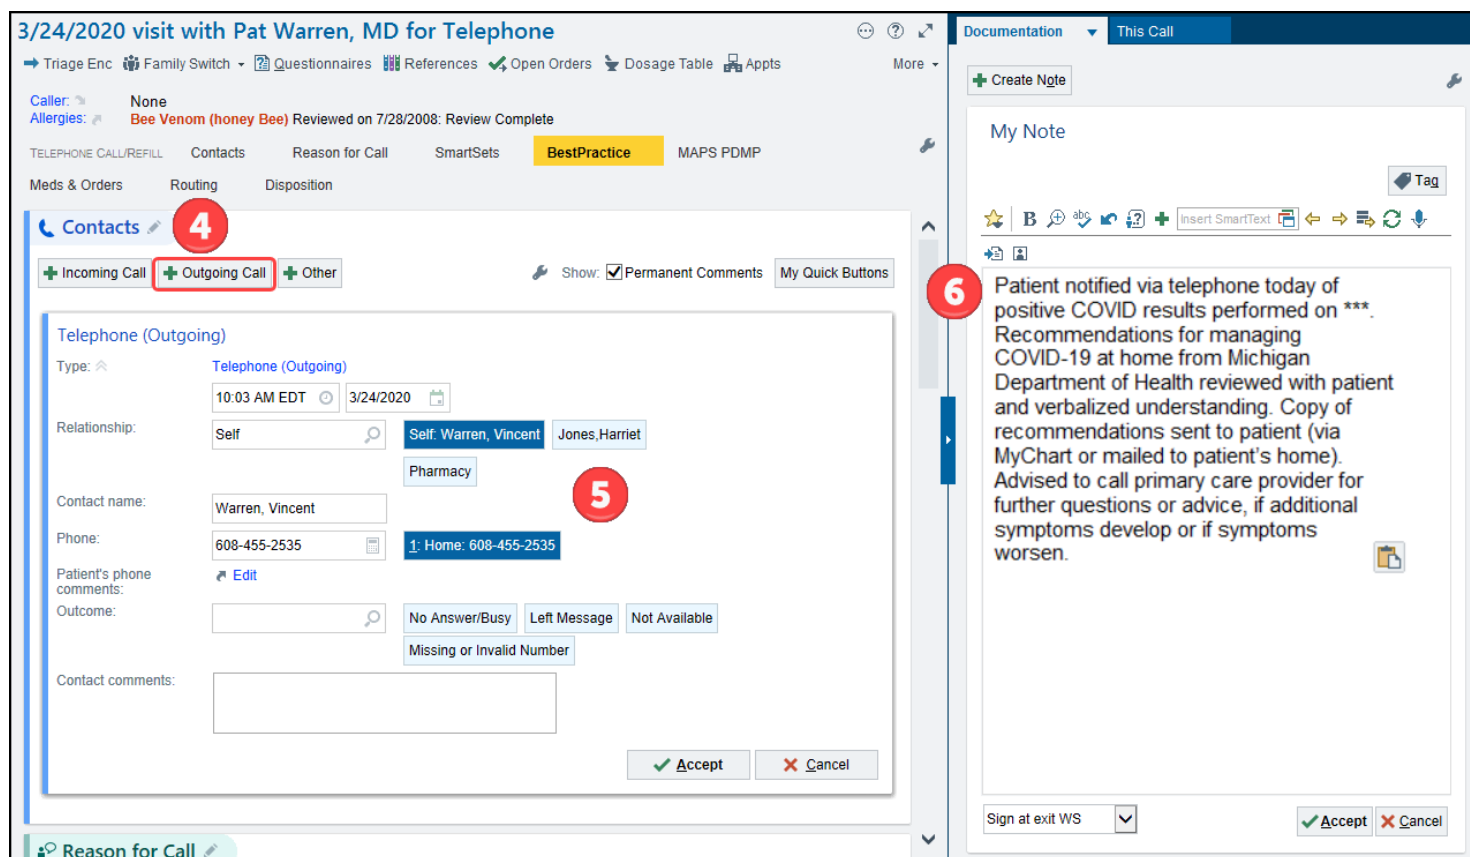 3/24/2020 visit with Pat Warren, MD for Telephone
Triage Enc Family Switch Questionnaires References Open Orders Dosage Table Appts More
Caller: None
Allergies: Bee Venom (honey Bee) Reviewed on 7/28/2008: Review Complete
TELEPHONE CALL/REFILL Contacts Reason for Call SmartSets BestPractice MAPS PDMP
Meds & Orders Routing Disposition
Contacts
4
Incoming Call Outgoing Call Other Show: Permanent Comments My Quick Buttons
Telephone (Outgoing)
Type: Telephone (Outgoing)
10:03 AM EDT 3/24/2020
Relationship: Self Self: Warren, Vincent Jones,Harriet
Pharmacy
5
Contact name: Warren, Vincent
Phone: 608-455-2535 1: Home: 608-455-2535
Patient's phone
comments: Edit
Outcome: No Answer/Busy Left Message Not Available
Missing or Invalid Number
Contact comments:
Accept Cancel
Reason for Call
Documentation This Call
Create Note
My Note
Tag
B abc Insert SmartText
6
Patient notified via telephone today of
positive COVID results performed on ***.
Recommendations for managing
COVID-19 at home from Michigan
Department of Health reviewed with patient
and verbalized understanding. Copy of
recommendations sent to patient (via
MyChart or mailed to patient's home).
Advised to call primary care provider for
further questions or advice, if additional
symptoms develop or if symptoms
worsen.
Sign at exit WS Accept Cancel